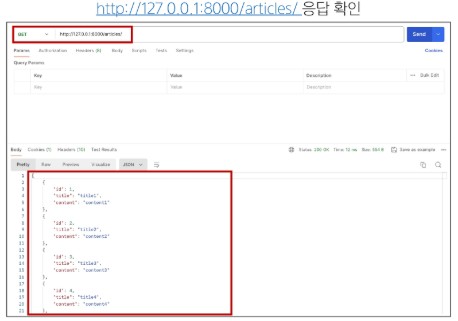 http://127.0.0.1:8000/articles/ 응답 확인
GET http://127.0.0.1:8000/articles/ Send
Params Authorization Headers (6) Body Scripts Tests Settings Cookies
Query Params
Key Value Description Bulk Edit
Key Value Description
Body Cookies (1) Headers (10) Test Results Status: 200 OK Time: 12 ms Save as example
Pretty Raw Preview Visualize JSON
1 [
2 {
3 "id": 1,
4 "title": "title1",
5 "content": "content1"
6 },
7 {
8 "id": 2,
9 "title": "title2",
10 "content": "content2"
11 },
12 {
13 "id": 3,
14 "title": "title3",
15 "content": "content3"
16 },
17 {
18 "id": 4,
19 "title": "title4",
20 "content": "content4"
21 },